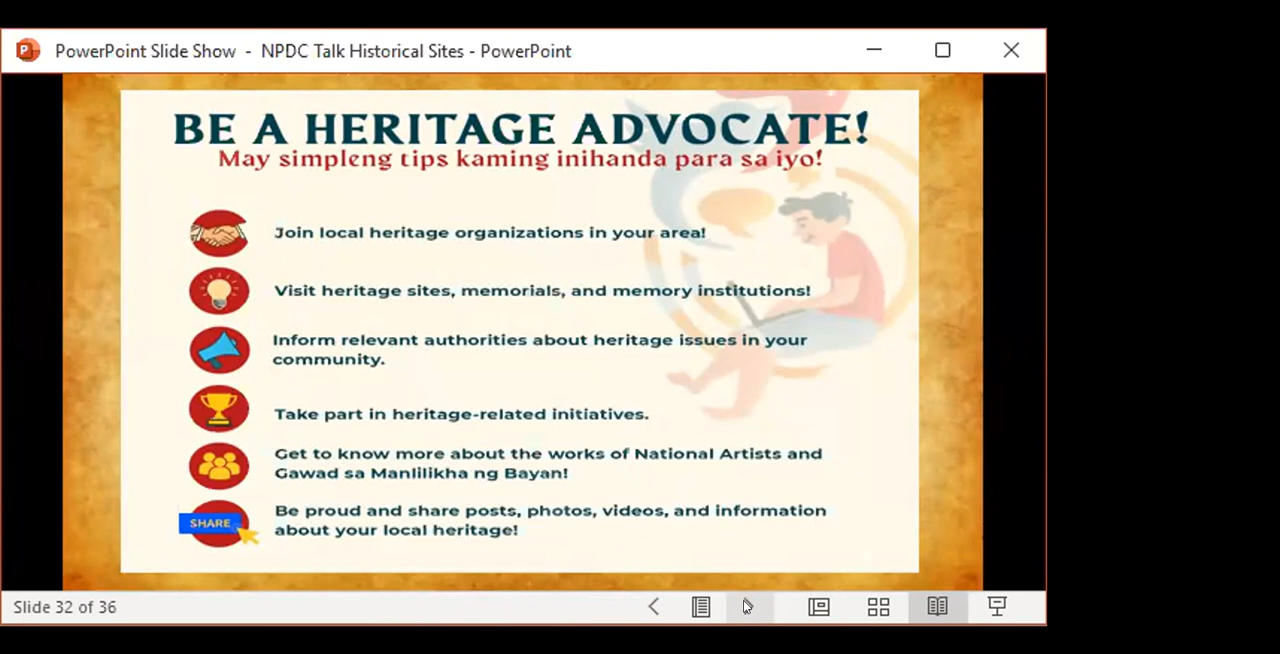 PowerPoint Slide Show - NPDC Talk Historical Sites - PowerPoint
BE A HERITAGE ADVOCATE!
May simpleng tips kaming inihanda para sa iyo!
Join local heritage organizations in your area!
Visit heritage sites, memorials, and memory institutions!
Inform relevant authorities about heritage issues in your
community.
Take part in heritage-related initiatives.
Get to know more about the works of National Artists and
Gawad sa Manlilikha ng Bayan!
SHARE
Be proud and share posts, photos, videos, and information
about your local heritage!
Slide 32 of 36